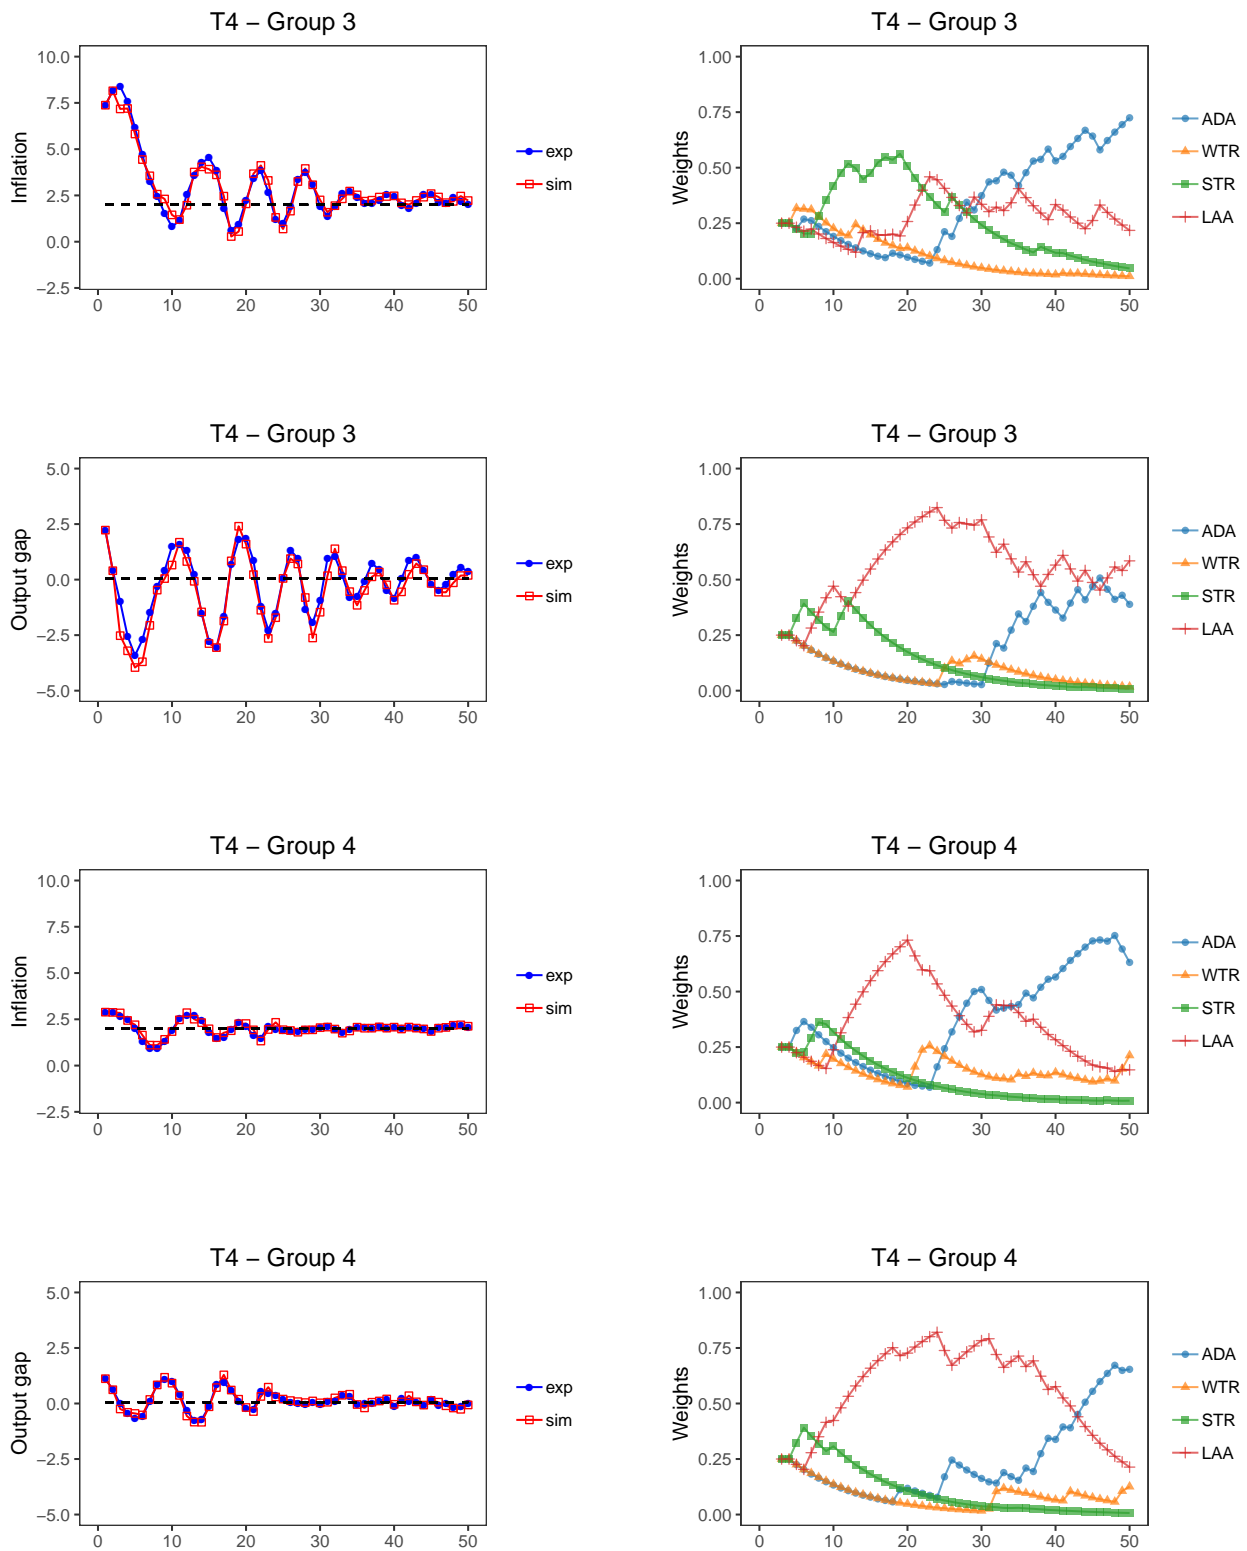 T4 – Group 3
T4 – Group 3
10.0
7.5
5.0
2.5
0.0
−2.5
Inflation
0 10 20 30 40 50
exp
sim
1.00
0.75
0.50
0.25
0.00
Weights
0 10 20 30 40 50
ADA
WTR
STR
LAA
T4 – Group 3
T4 – Group 3
5.0
2.5
0.0
−2.5
−5.0
Output gap
0 10 20 30 40 50
exp
sim
1.00
0.75
0.50
0.25
0.00
Weights
0 10 20 30 40 50
ADA
WTR
STR
LAA
T4 – Group 4
T4 – Group 4
10.0
7.5
5.0
2.5
0.0
−2.5
Inflation
0 10 20 30 40 50
exp
sim
1.00
0.75
0.50
0.25
0.00
Weights
0 10 20 30 40 50
ADA
WTR
STR
LAA
T4 – Group 4
T4 – Group 4
5.0
2.5
0.0
−2.5
−5.0
Output gap
0 10 20 30 40 50
exp
sim
1.00
0.75
0.50
0.25
0.00
Weights
0 10 20 30 40 50
ADA
WTR
STR
LAA